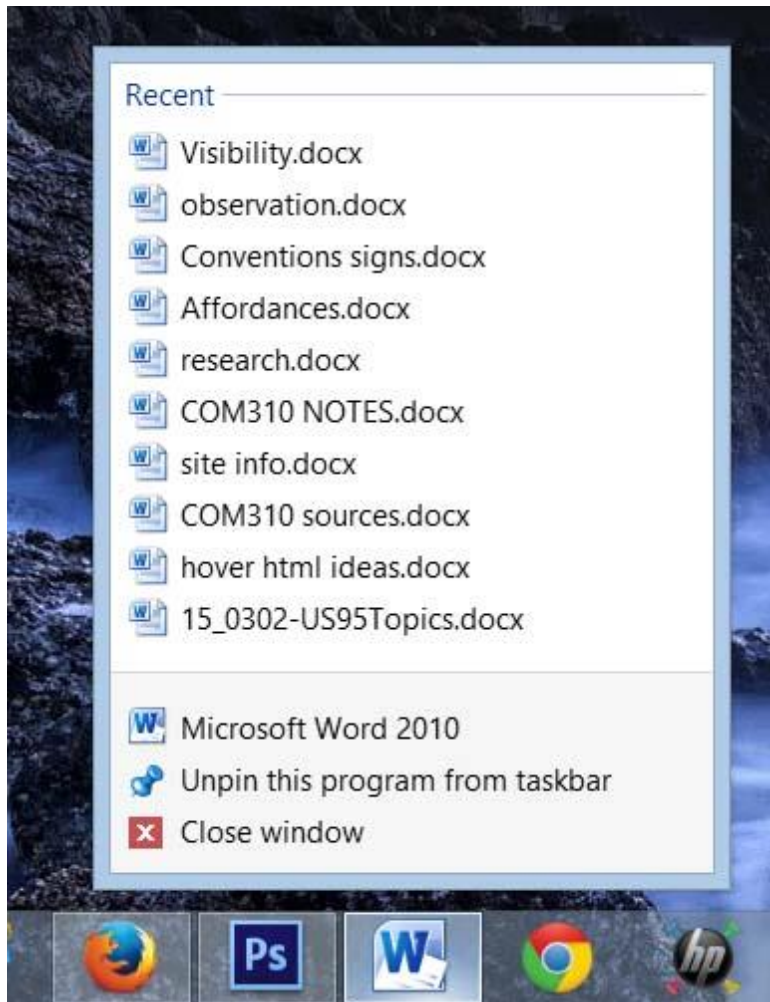 Recent
Visibility.docx
observation.docx
Conventions signs.docx
Affordances.docx
research.docx
COM310 NOTES.docx
site info.docx
COM310 sources.docx
hover html ideas.docx
15_0302-US95Topics.docx
Microsoft Word 2010
Unpin this program from taskbar
Close window
Ps
W
hp